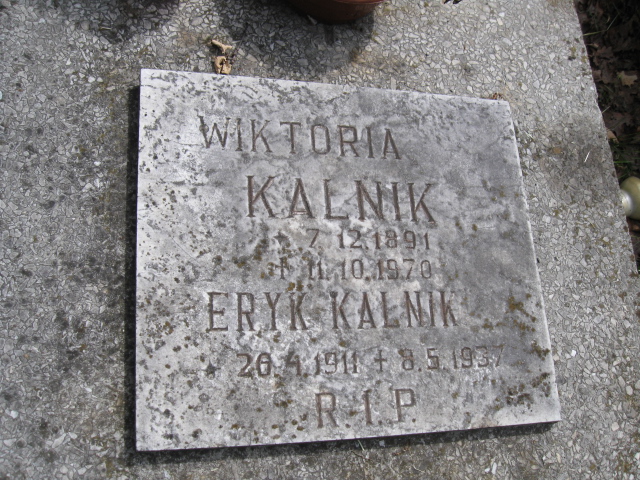 WIKTORIA
KALNIK
7.12.1891
† 11.10.1970
ERYK KALNIK
20.4.1911 + 8.5.1937
R I P